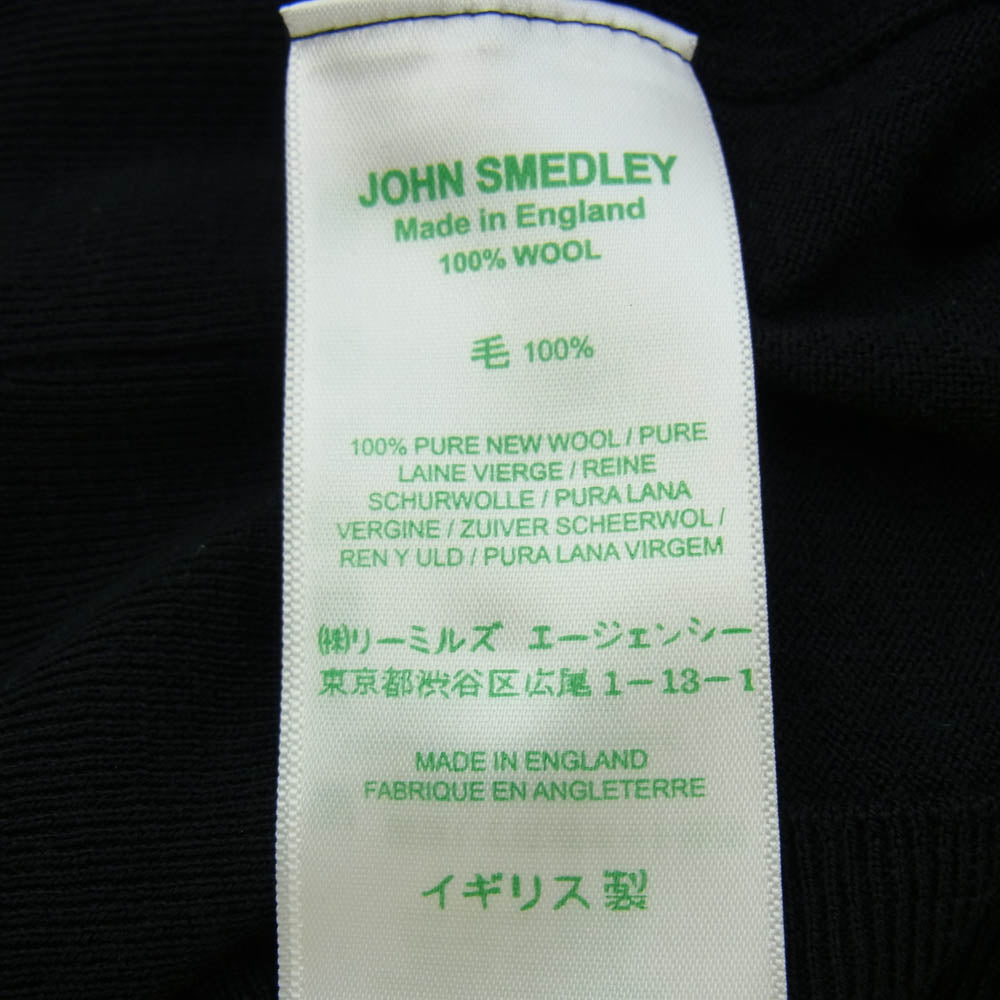 JOHN SMEDLEY
Made in England
100% WOOL
毛 100%
100% PURE NEW WOOL / PURE
LAINE VIERGE / REINE
SCHURWOLLE / PURA LANA
VERGINE / ZUIVER SCHEERWOL /
REN Y ULD / PURA LANA VIRGEM
㈱リーミルズ エージェンシー
東京都渋谷区広尾1-13-1
MADE IN ENGLAND
FABRIQUE EN ANGLETERRE
イギリス製